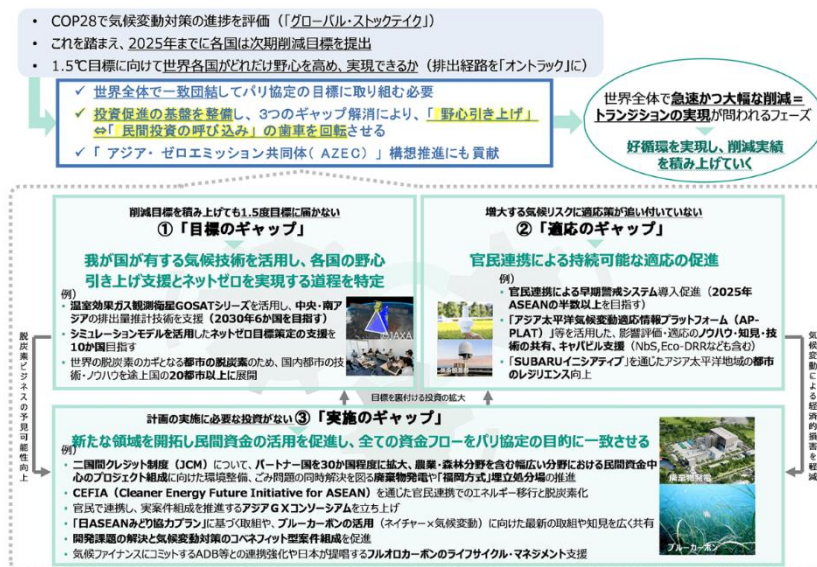 • COP28で気候変動対策の進捗を評価（「グローバル・ストックテイク」）
• これを踏まえ、2025年までに各国は次期削減目標を提出
• 1.5℃目標に向けて世界各国がどれだけ野心を高め、実現できるか（排出経路を「オントラック」に）
✓ 世界全体で一致団結してパリ協定の目標に取り組む必要
✓ 投資促進の基盤を整備し、3つのギャップ解消により、「野心引き上げ」
⇔「民間投資の呼び込み」の歯車を回転させる
✓ 「アジア・ゼロエミッション共同体（AZEC）」構想推進にも貢献
世界全体で急速かつ大幅な削減＝
トランジションの実現が問われるフェーズ
好循環を実現し、削減実績
を積み上げていく
削減目標を積み上げても1.5度目標に届かない
①「目標のギャップ」
我が国が有する気候技術を活用し、各国の野心
引き上げ支援とネットゼロを実現する道程を特定
例）
• 温室効果ガス観測衛星GOSATシリーズを活用し、中央・南ア
ジアの排出量推計技術を支援（2030年6か国を目指す）
• シミュレーションモデルを活用したネットゼロ目標策定の支援を
10か国目指す
• 世界の脱炭素のカギとなる都市の脱炭素のため、国内都市の技
術・ノウハウを途上国の20都市以上に展開
©JAXA
増大する気候リスクに適応策が追い付いていない
②「適応のギャップ」
官民連携による持続可能な適応の促進
例）
• 官民連携による早期警戒システム導入促進（2025年
ASEANの半数以上を目指す）
• 「アジア太平洋気候変動適応情報プラットフォーム（AP-
PLAT）」等を活用した、影響評価・適応のノウハウ・知見・技
術の共有、キャパビル支援（NbS,Eco-DRRなども含む）
• 「SUBARUイニシアティブ」を通じたアジア太平洋地域の都市
のレジリエンス向上
脱炭素ビジネスの予見可能性向上
気候変動による経済的損害を軽減
目標を裏付ける投資の拡大
計画の実施に必要な投資がない ③「実施のギャップ」
新たな領域を開拓し民間資金の活用を促進し、全ての資金フローをパリ協定の目的に一致させる
例）
• 二国間クレジット制度（JCM）について、パートナー国を30か国程度に拡大、農業・森林分野を含む幅広い分野における民間資金中
心のプロジェクト組成に向けた環境整備、ごみ問題の同時解決を図る廃棄物発電や「福岡方式」埋立処分場の推進
• CEFIA（Cleaner Energy Future Initiative for ASEAN）を通じた官民連携でのエネルギー移行と脱炭素化
• 官民で連携し、実案件組成を推進するアジアGXコンソーシアムを立ち上げ
• 「日ASEANみどり協力プラン」に基づく取組や、ブルーカーボンの活用（ネイチャー×気候変動）に向けた最新の取組や知見を広く共有
• 開発課題の解決と気候変動対策のコベネフィット型案件組成を促進
• 気候ファイナンスにコミットするADB等との連携強化や日本が提唱するフルオロカーボンのライフサイクル・マネジメント支援
廃棄物発電
ブルーカーボン